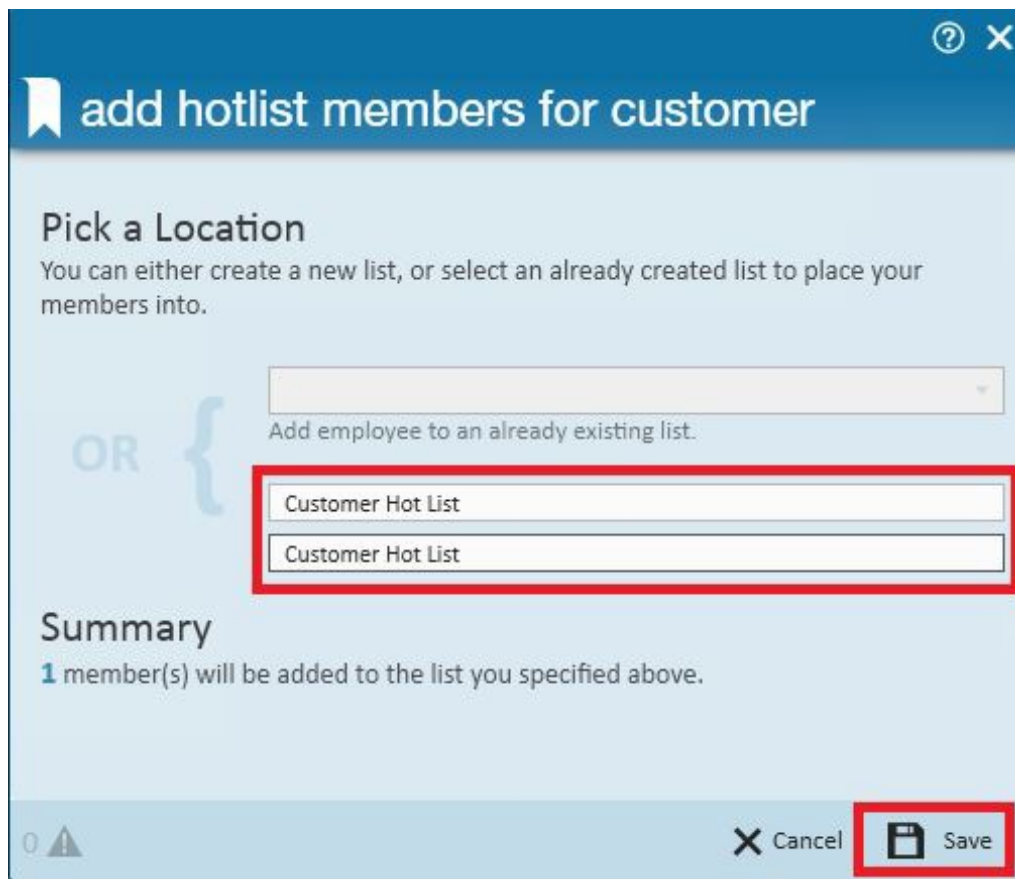 add hotlist members for customer
Pick a Location
You can either create a new list, or select an already created list to place your
members into.
OR {
Add employee to an already existing list.
Customer Hot List
Customer Hot List
Summary
1 member(s) will be added to the list you specified above.
0
Cancel
Save